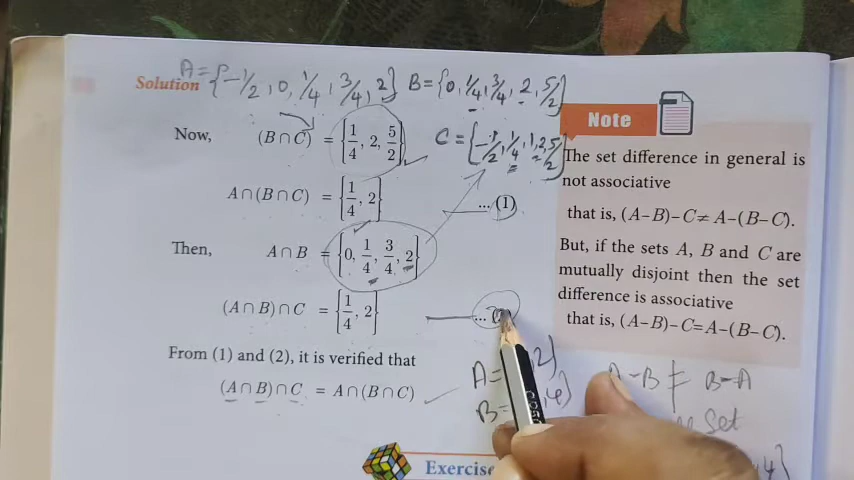 A = {-1/2, 0, 1/4, 3/4, 2} B = {0, 1/4, 3/4, 2, 5/2}
Solution
Now, (B∩C) = {1/4, 2, 5/2}
C = {-1/2, 1/4, 1, 2, 5/2}
A∩(B∩C) = {1/4, 2} ... (1)
Then, A∩B = {0, 1/4, 3/4, 2}
(A∩B)∩C = {1/4, 2} ...
From (1) and (2), it is verified that
(A∩B)∩C = A∩(B∩C)
Note
The set difference in general is
not associative
that is, (A−B)−C≠A−(B−C).
But, if the sets A, B and C are
mutually disjoint then the set
difference is associative
that is, (A−B)−C=A−(B−C).
A=
B=
A−B ≠ B−A
Set
Exercise